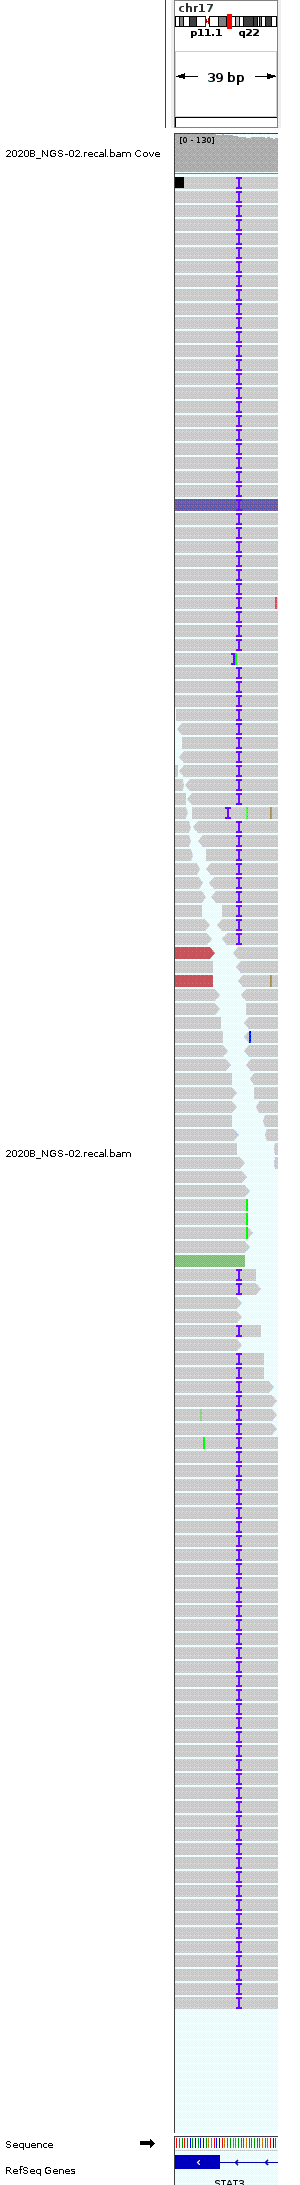 chr17
p11.1 q22
39 bp
2020B_NGS-02.recal.bam Cove
[0 - 130]
2020B_NGS-02.recal.bam
Sequence
RefSeq Genes
STAT3